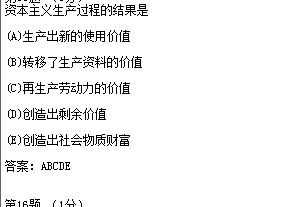 资本主义生产过程的结果是
(A)生产出新的使用价值
(B)转移了生产资料的价值
(C)再生产劳动力的价值
(D)创造出剩余价值
(E)创造出社会物质财富
答案：ABCDE
第16题 （1分）